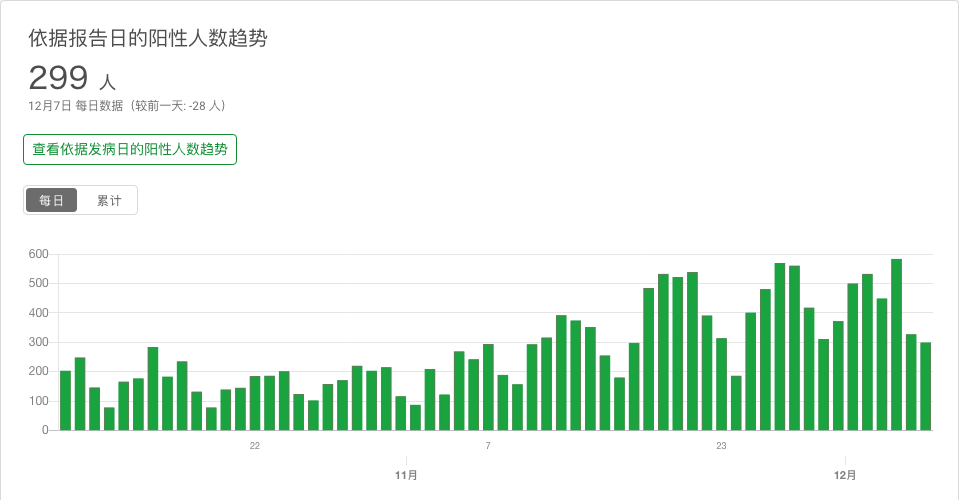 依据报告日的阳性人数趋势
299 人
12月7日 每日数据（较前一天: -28 人）
查看依据发病日的阳性人数趋势
每日 累计
600
500
400
300
200
100
0
22 7 23
11月 12月